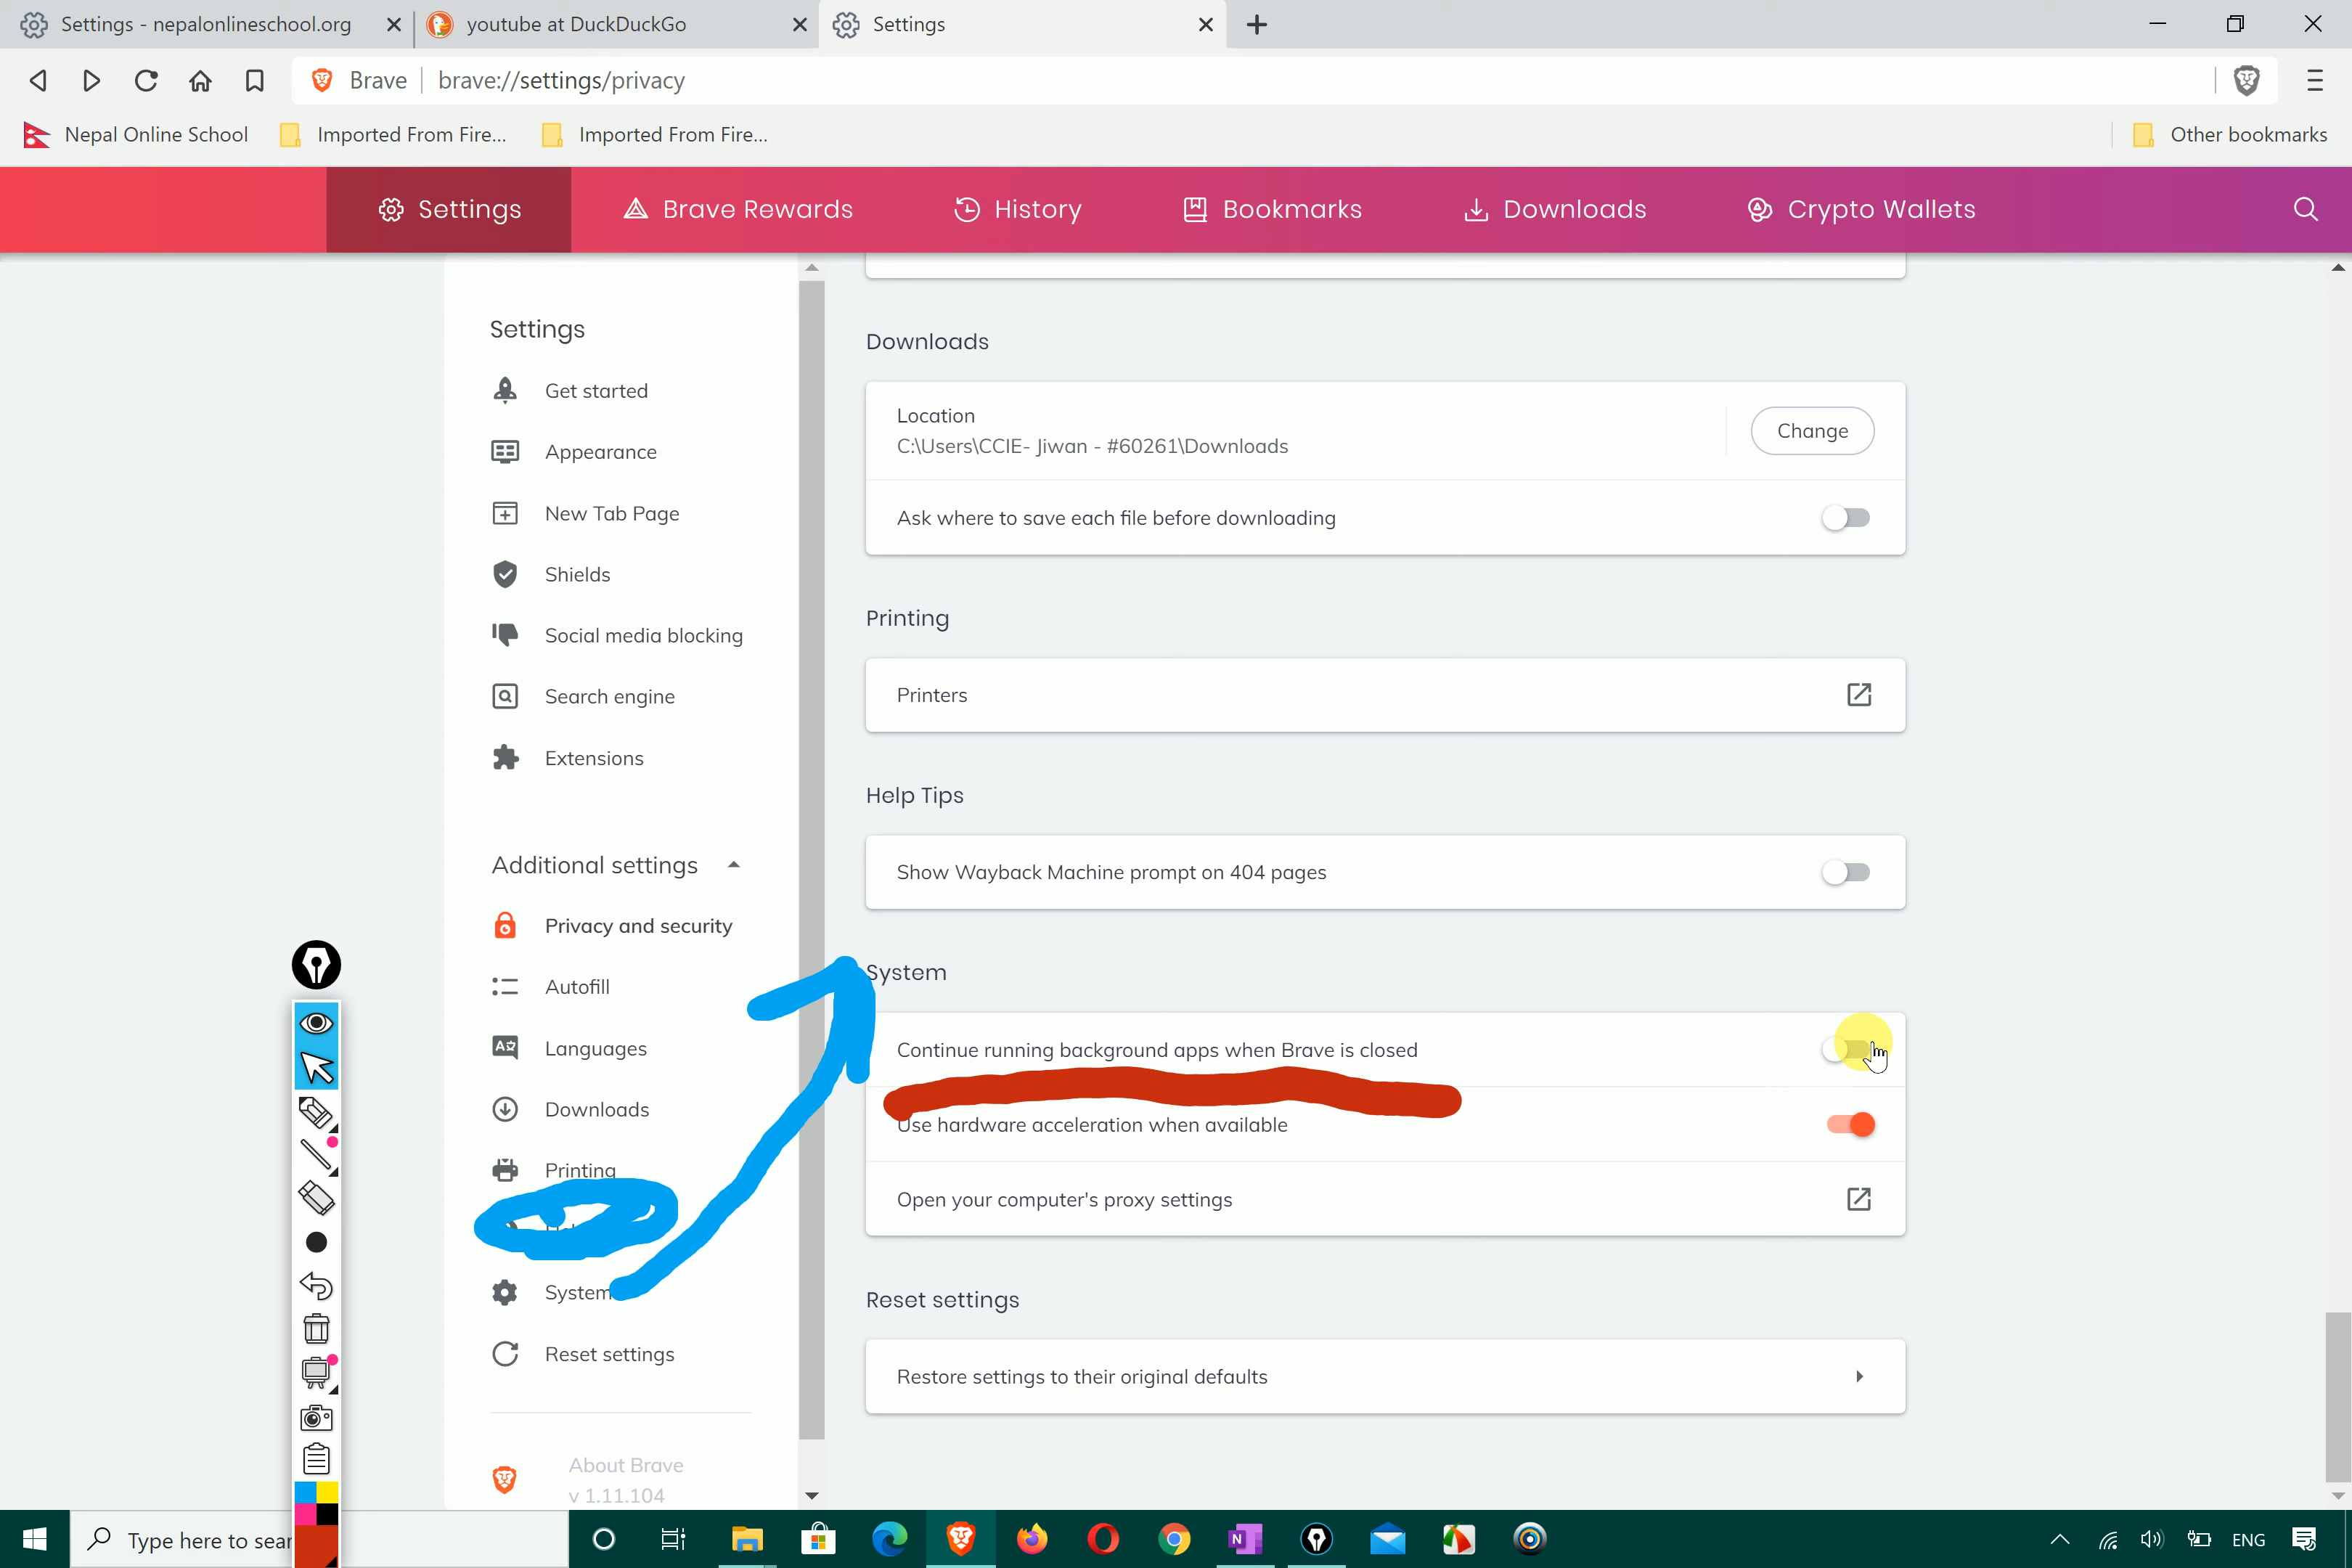 Settings - nepalonlineschool.org
youtube at DuckDuckGo
Settings
Brave
brave://settings/privacy
Nepal Online School
Imported From Fire...
Imported From Fire...
Other bookmarks
Settings
Brave Rewards
History
Bookmarks
Downloads
Crypto Wallets
Settings
Get started
Appearance
New Tab Page
Shields
Social media blocking
Search engine
Extensions
Additional settings
Privacy and security
Autofill
Languages
Downloads
Printing
System
Reset settings
About Brave
v 1.11.104
Downloads
Location
C:\Users\CCIE- Jiwan - #60261\Downloads
Change
Ask where to save each file before downloading
Printing
Printers
Help Tips
Show Wayback Machine prompt on 404 pages
System
Continue running background apps when Brave is closed
Use hardware acceleration when available
Open your computer's proxy settings
Reset settings
Restore settings to their original defaults
Type here to sear
ENG